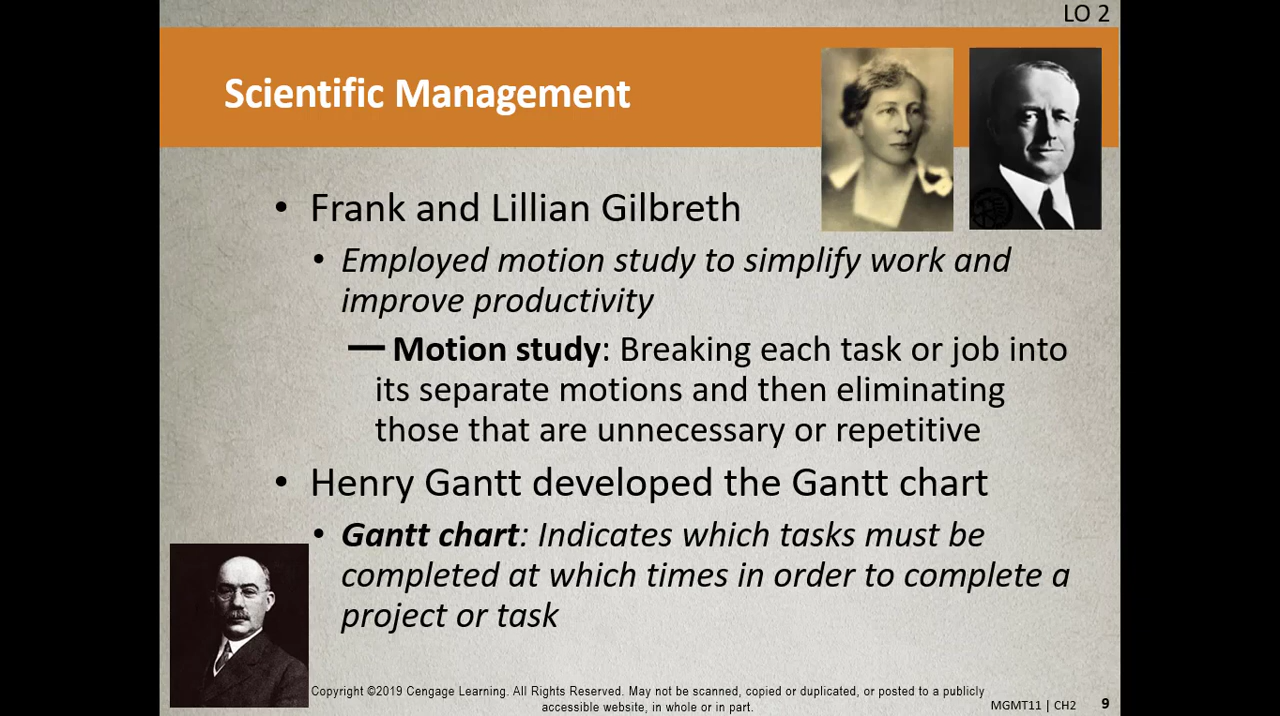 LO 2
Scientific Management
• Frank and Lillian Gilbreth
• Employed motion study to simplify work and
improve productivity
— Motion study: Breaking each task or job into
its separate motions and then eliminating
those that are unnecessary or repetitive
• Henry Gantt developed the Gantt chart
• Gantt chart: Indicates which tasks must be
completed at which times in order to complete a
project or task
Copyright ©2019 Cengage Learning. All Rights Reserved. May not be scanned, copied or duplicated, or posted to a publicly
accessible website, in whole or in part.
MGMT11 | CH2 9